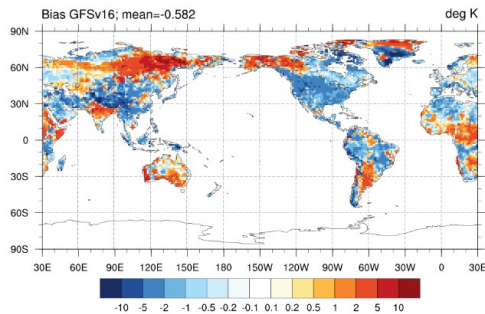 Bias GFSv16; mean=-0.582 deg K
90N
60N
30N
0
30S
60S
90S
30E 60E 90E 120E 150E 180 150W 120W 90W 60W 30W 0 30E
-10 -5 -2 -1 -0.5 -0.2 -0.1 0.1 0.2 0.5 1 2 5 10